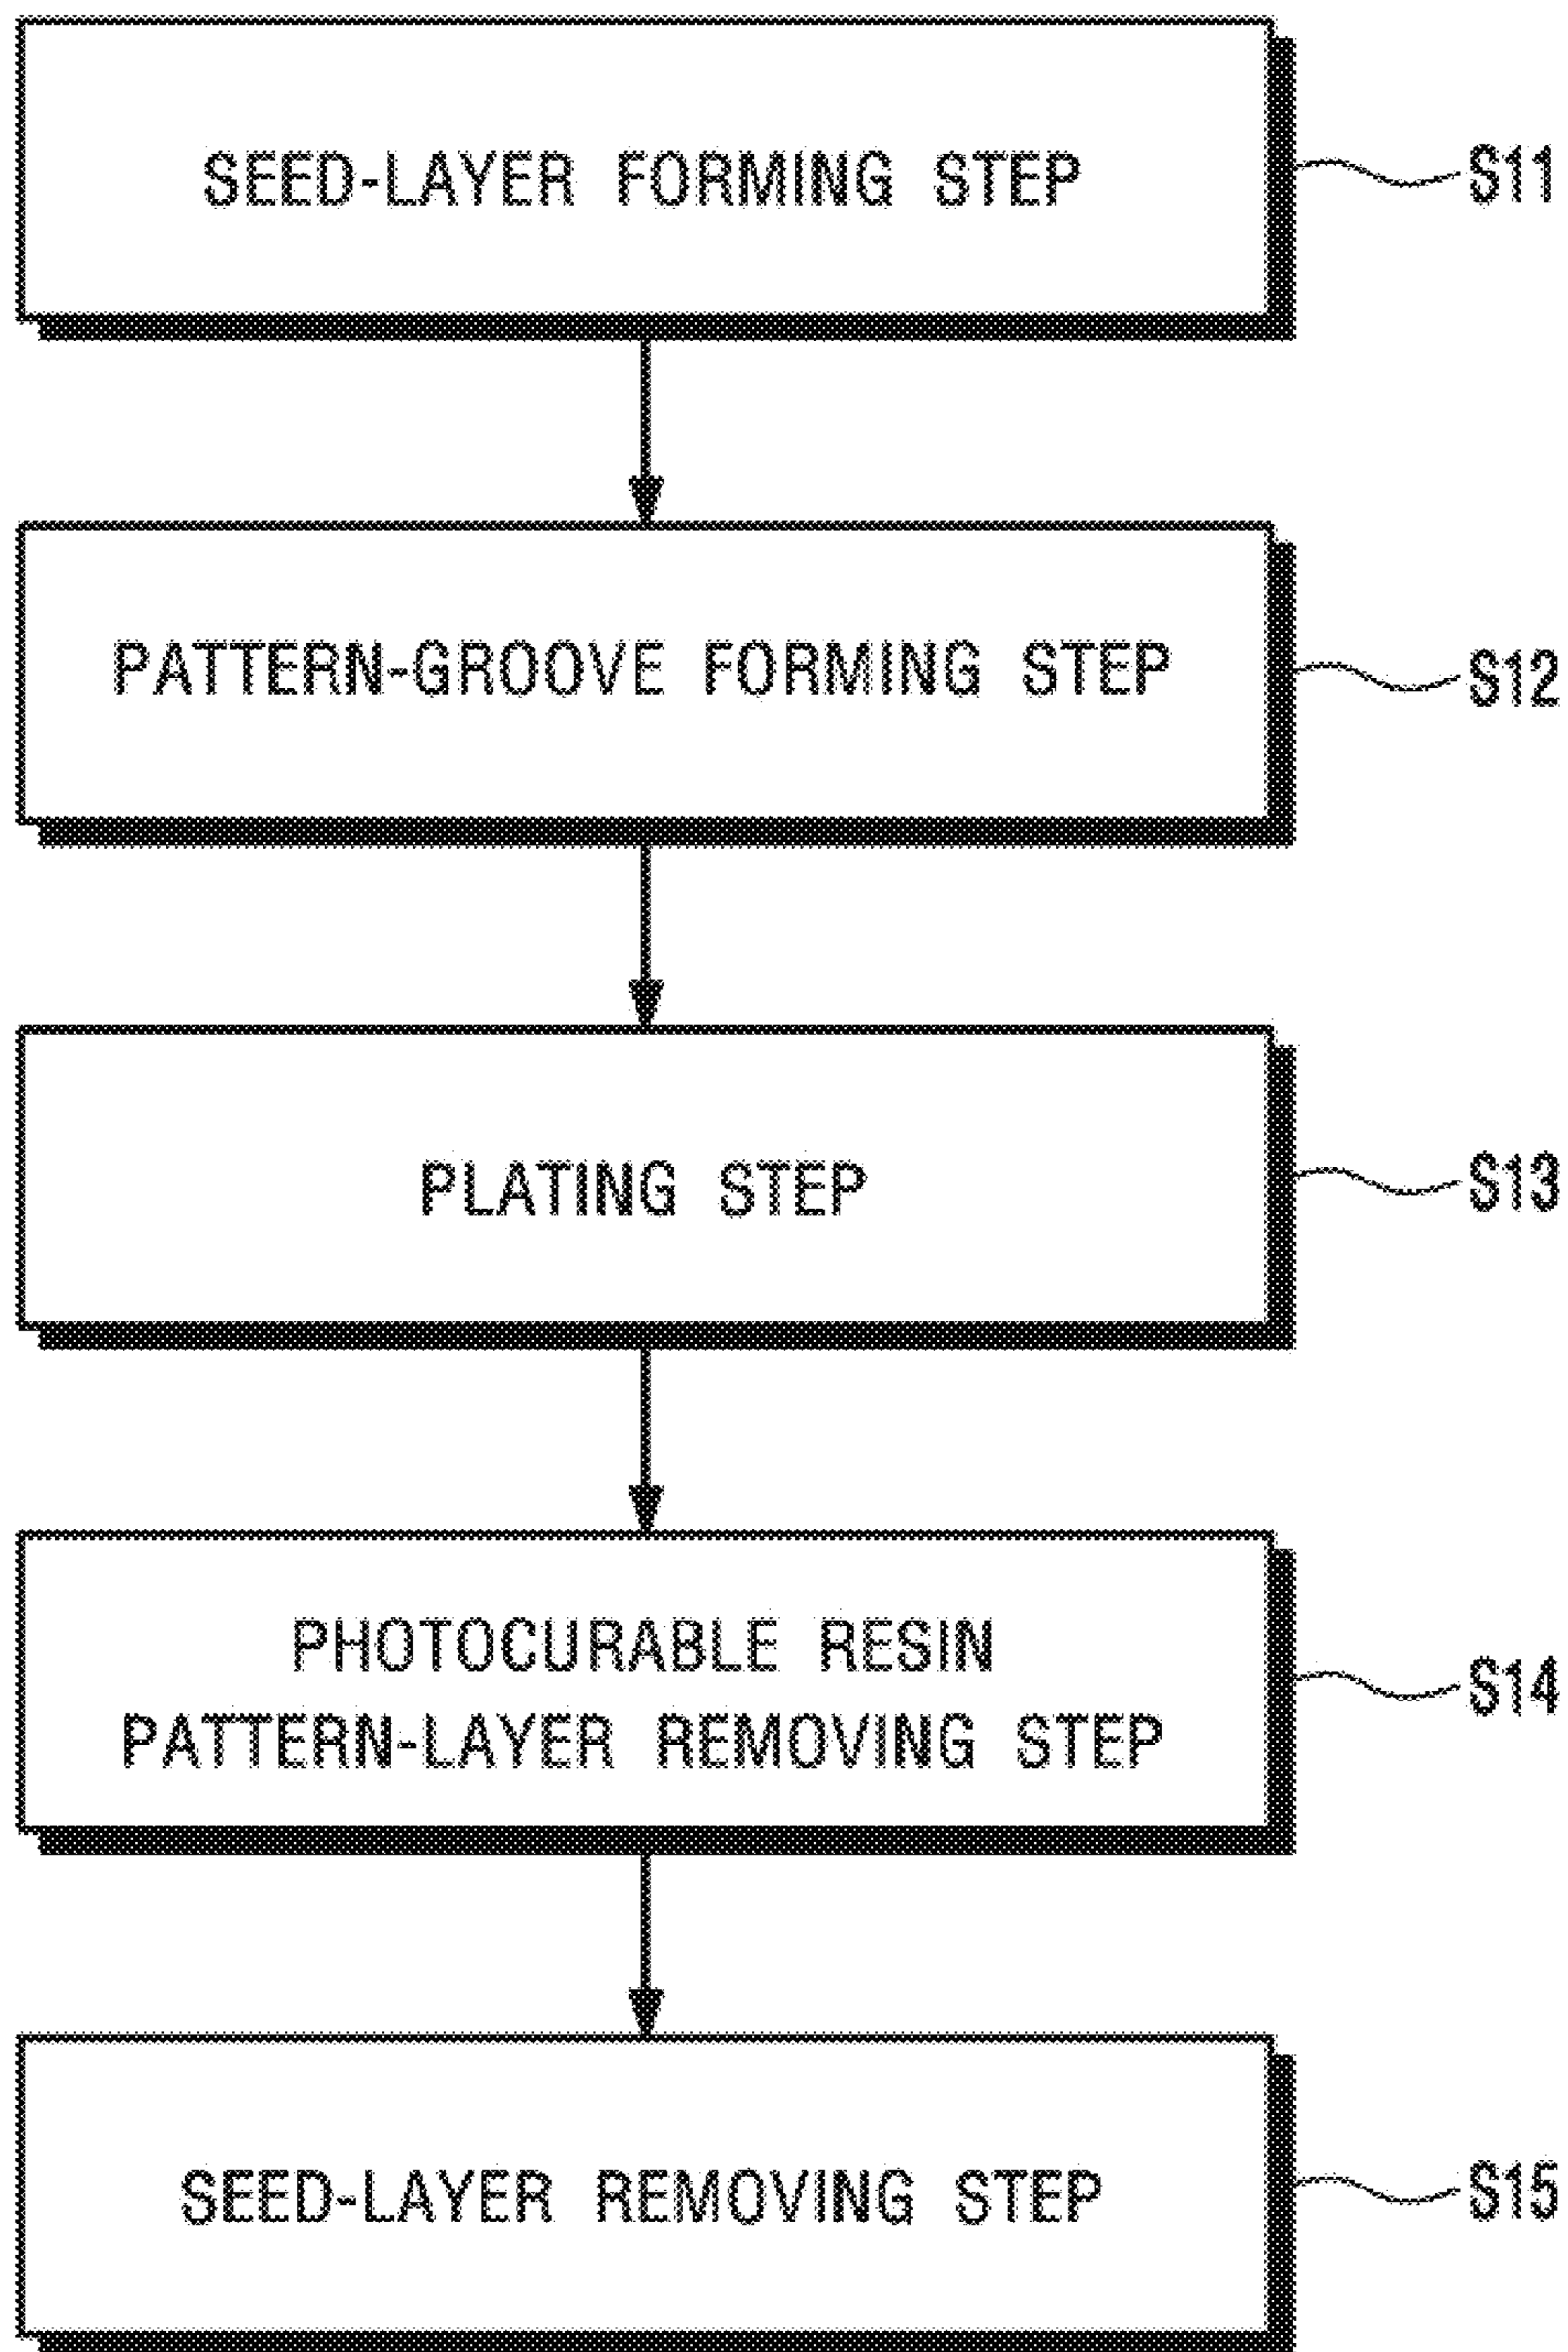 SEED-LAYER FORMING STEP
S11
PATTERN-GROOVE FORMING STEP
S12
PLATING STEP
S13
PHOTOCURABLE RESIN
PATTERN-LAYER REMOVING STEP
S14
SEED-LAYER REMOVING STEP
S15